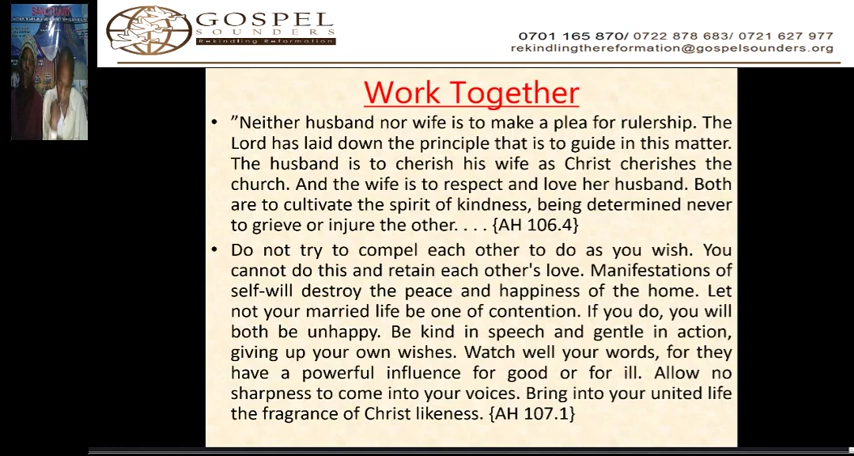 GOSPEL
SOUNDERS
Rekindling Reformation
0701 165 870/ 0722 878 683/ 0721 627 977
rekindlingthereformation@gospelsounders.org
Work Together
• ”Neither husband nor wife is to make a plea for rulership. The
Lord has laid down the principle that is to guide in this matter.
The husband is to cherish his wife as Christ cherishes the
church. And the wife is to respect and love her husband. Both
are to cultivate the spirit of kindness, being determined never
to grieve or injure the other. . . . {AH 106.4}
• Do not try to compel each other to do as you wish. You
cannot do this and retain each other's love. Manifestations of
self-will destroy the peace and happiness of the home. Let
not your married life be one of contention. If you do, you will
both be unhappy. Be kind in speech and gentle in action,
giving up your own wishes. Watch well your words, for they
have a powerful influence for good or for ill. Allow no
sharpness to come into your voices. Bring into your united life
the fragrance of Christ likeness. {AH 107.1}